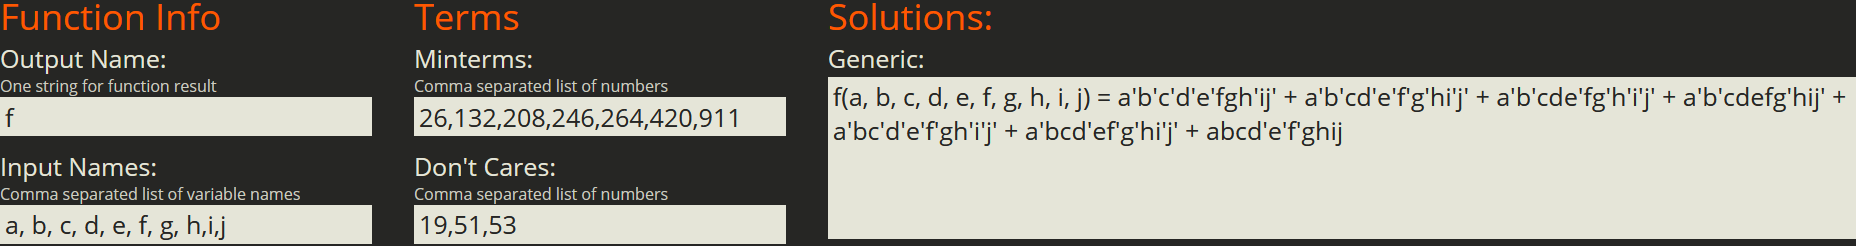 Function Info
Output Name:
One string for function result
f
Input Names:
Comma separated list of variable names
a, b, c, d, e, f, g, h,i,j
Terms
Minterms:
Comma separated list of numbers
26,132,208,246,264,420,911
Don't Cares:
Comma separated list of numbers
19,51,53
Solutions:
Generic:
f(a, b, c, d, e, f, g, h, i, j) = a'b'c'd'e'fgh'ij' + a'b'cd'e'f'g'hi'j' + a'b'cde'fg'h'i'j' + a'b'cdefg'hij' +
a'bc'd'e'f'gh'i'j' + a'bcd'ef'g'hi'j' + abcd'e'f'ghij